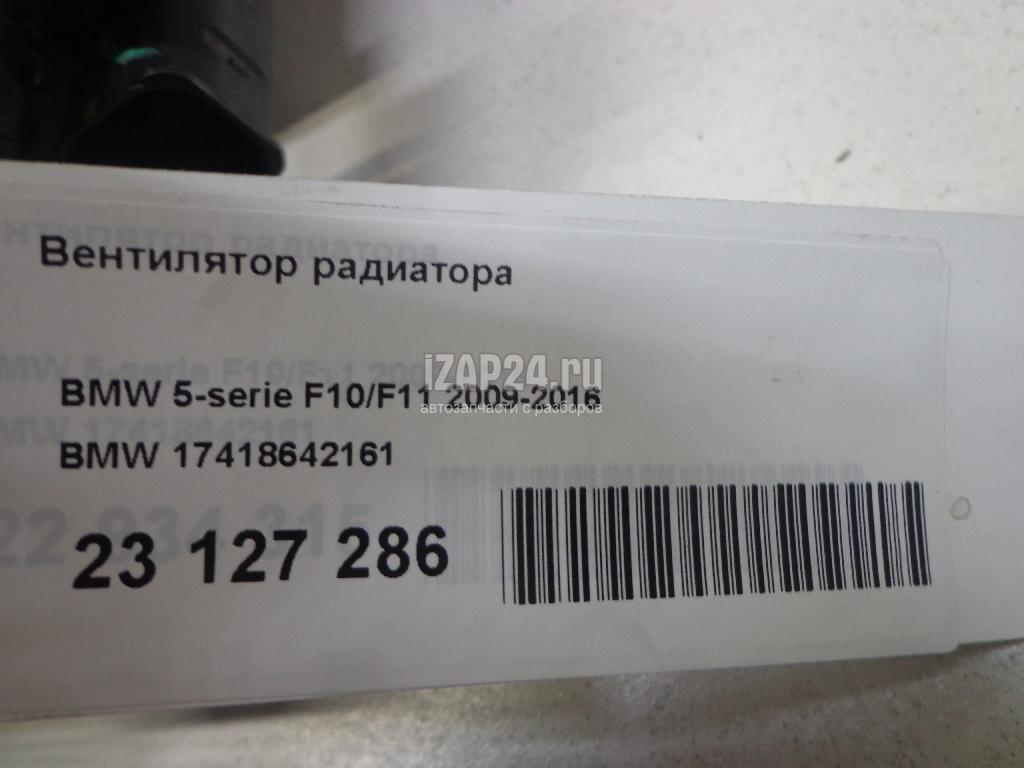 Вентилятор радиатора
iZAP24.ru
BMW 5-serie F10/F11 2009-2016
автозапчасти с разборов
BMW 17418642161
23 127 286